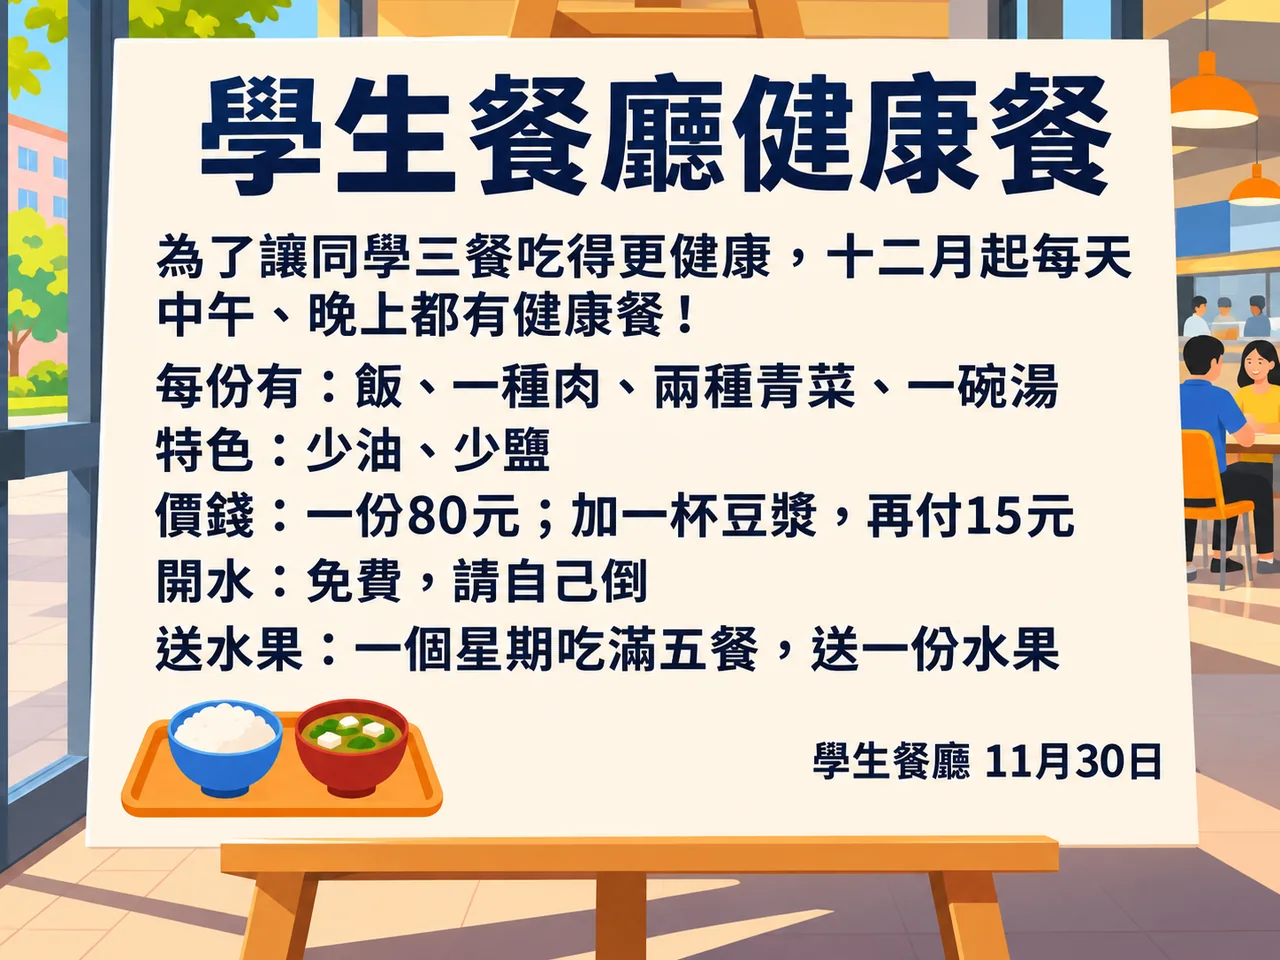 學生餐廳健康餐
為了讓同學三餐吃得更健康，十二月起每天
中午、晚上都有健康餐！
每份有：飯、一種肉、兩種青菜、一碗湯
特色：少油、少鹽
價錢：一份80元；加一杯豆漿，再付15元
開水：免費，請自己倒
送水果：一個星期吃滿五餐，送一份水果
學生餐廳 11月30日